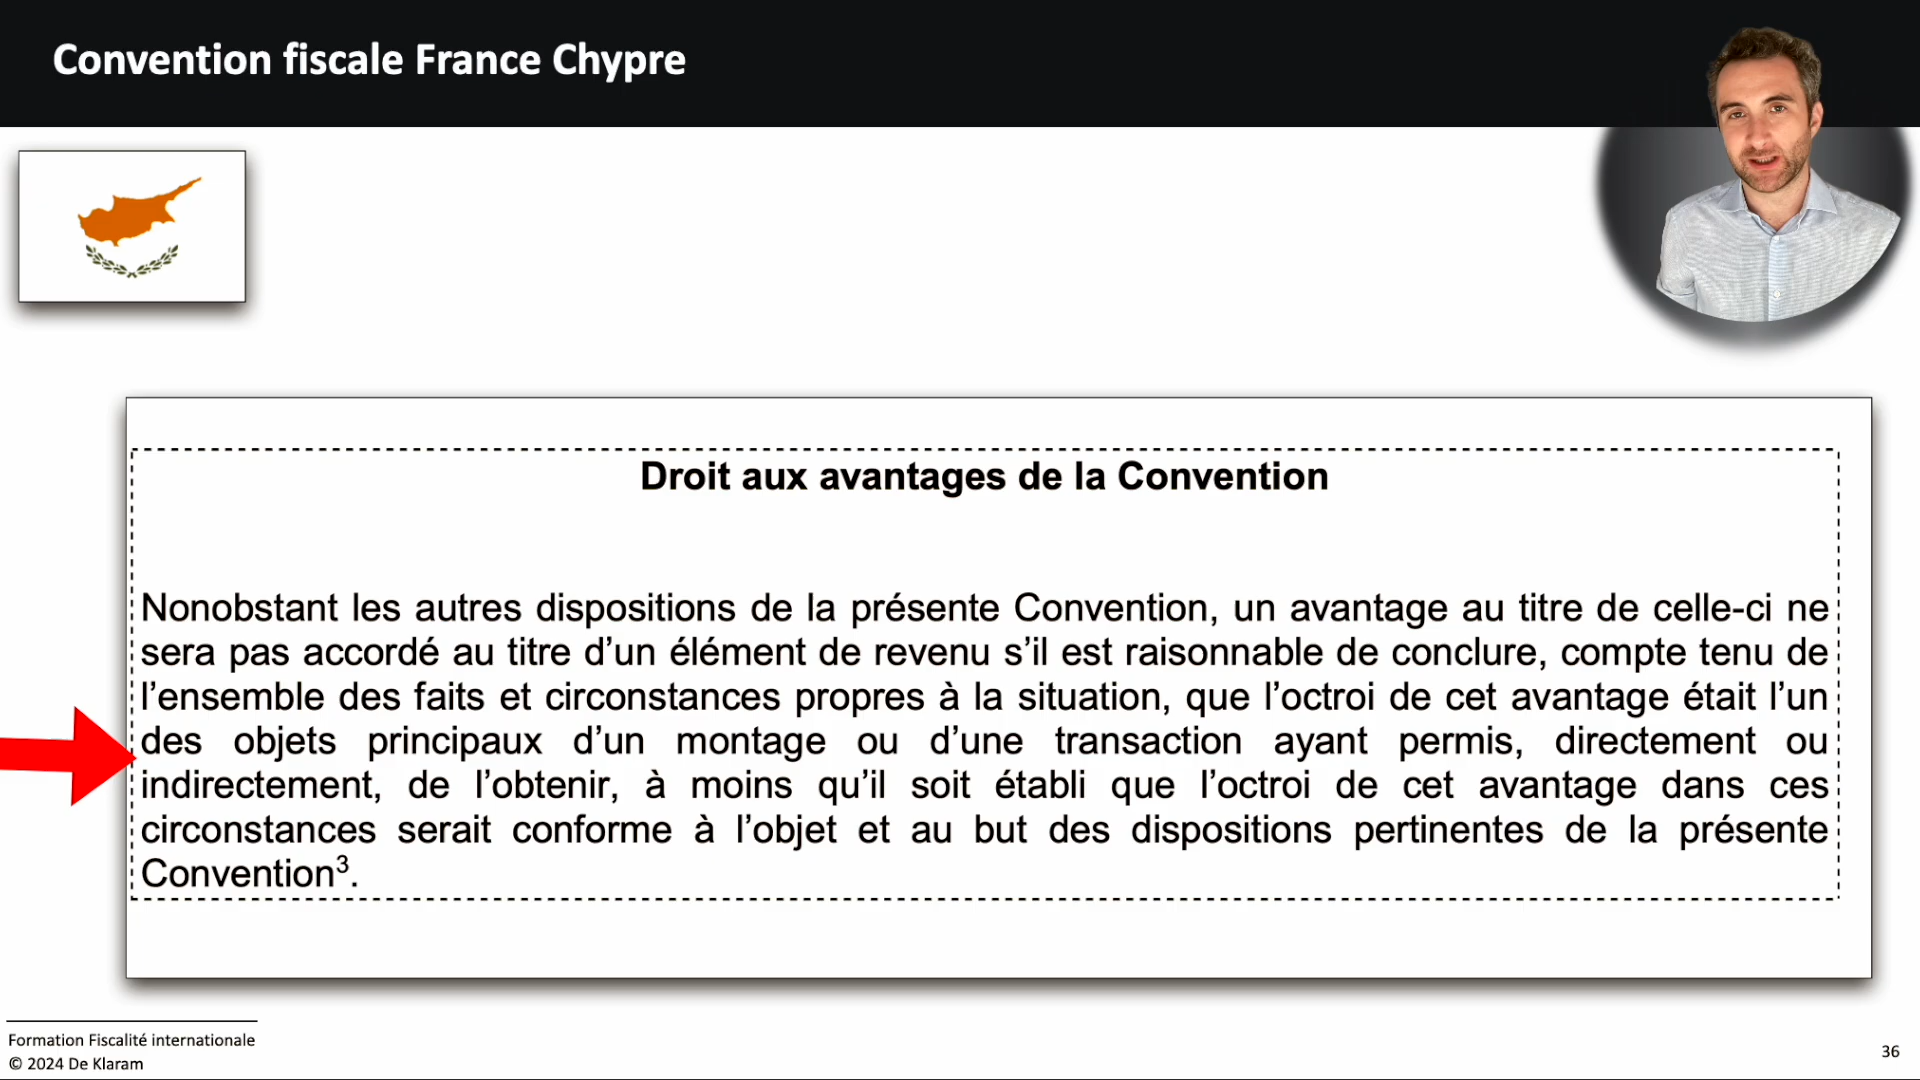 Convention fiscale France Chypre
Droit aux avantages de la Convention
Nonobstant les autres dispositions de la présente Convention, un avantage au titre de celle-ci ne
sera pas accordé au titre d’un élément de revenu s’il est raisonnable de conclure, compte tenu de
l’ensemble des faits et circonstances propres à la situation, que l’octroi de cet avantage était l’un
des objets principaux d’un montage ou d’une transaction ayant permis, directement ou
indirectement, de l’obtenir, à moins qu’il soit établi que l’octroi de cet avantage dans ces
circonstances serait conforme à l’objet et au but des dispositions pertinentes de la présente
Convention³.
Formation Fiscalité internationale
© 2024 De Klaram
36